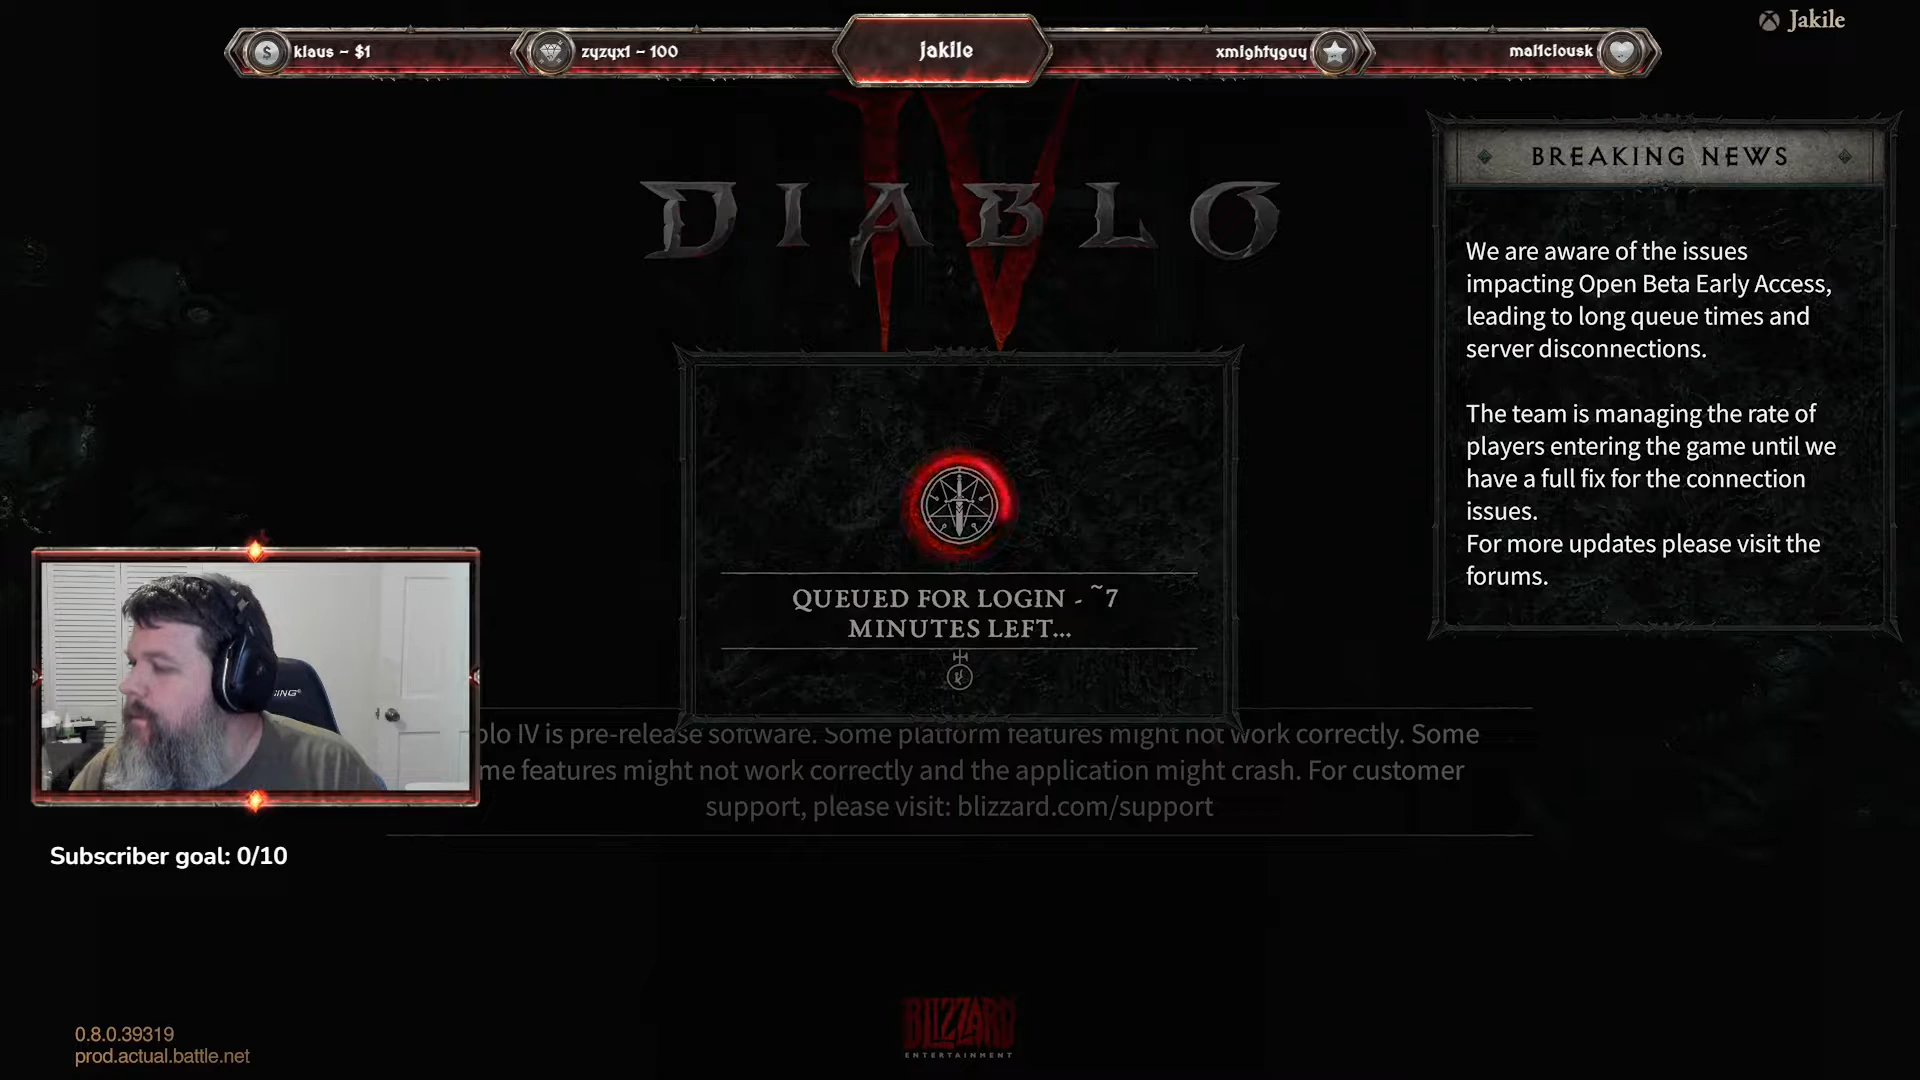 Jakile
klaus - $1
zyzyx1 - 100
jakile
xmightyguy
maliciousk
DIABLO
IV
BREAKING NEWS
We are aware of the issues
impacting Open Beta Early Access,
leading to long queue times and
server disconnections.
The team is managing the rate of
players entering the game until we
have a full fix for the connection
issues.
For more updates please visit the
forums.
QUEUED FOR LOGIN - ~7
MINUTES LEFT...
blo IV is pre-release software. Some platform features might not work correctly. Some
me features might not work correctly and the application might crash. For customer
support, please visit: blizzard.com/support
Subscriber goal: 0/10
BLIZZARD
ENTERTAINMENT
0.8.0.39319
prod.actual.battle.net